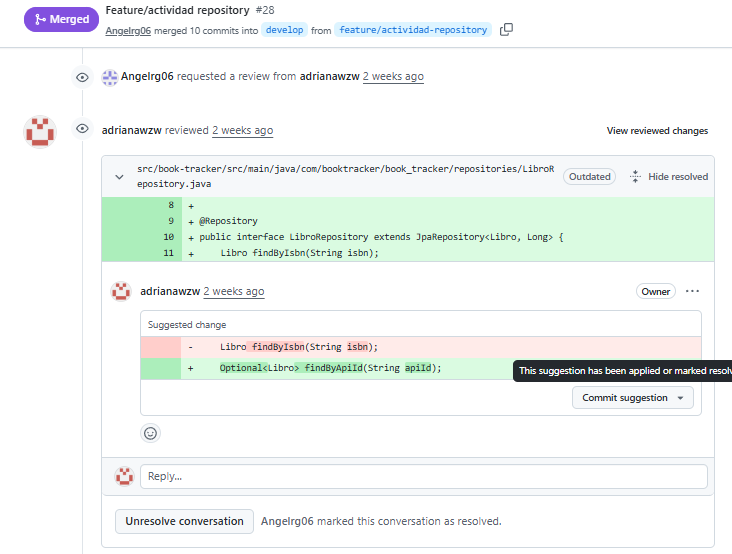 Merged
Feature/actividad repository #28
Angelrg06 merged 10 commits into develop from feature/actividad-repository
Angelrg06 requested a review from adrianawzw 2 weeks ago
adrianawzw reviewed 2 weeks ago
View reviewed changes
src/book-tracker/src/main/java/com/booktracker/book_tracker/repositories/LibroR
epository.java
Outdated
Hide resolved
8 +
9 + @Repository
10 + public interface LibroRepository extends JpaRepository<Libro, Long> {
11 + Libro findByIsbn(String isbn);
adrianawzw 2 weeks ago
Owner
Suggested change
- Libro findByIsbn(String isbn);
+ Optional<Libro> findByApiId(String apiId);
This suggestion has been applied or marked resolv
Commit suggestion
Reply...
Unresolve conversation
Angelrg06 marked this conversation as resolved.